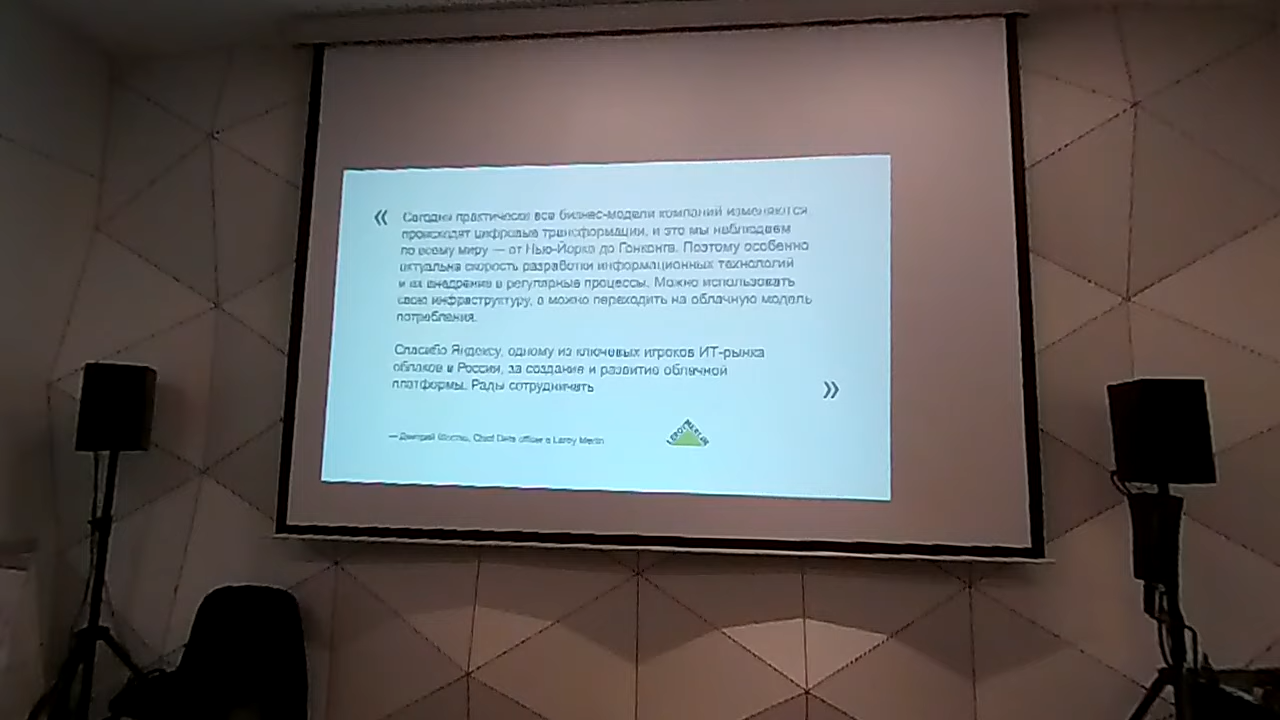 « Сегодня практически все бизнес-модели компаний изменяются
происходят цифровые трансформации, и это мы наблюдаем
по всему миру — от Нью-Йорка до Гонконга. Поэтому особенно
актуальна скорость разработки информационных технологий
и их внедрения в регулярные процессы. Можно использовать
свою инфраструктуру, а можно переходить на облачную модель
потребления.
Спасибо Яндексу, одному из ключевых игроков ИТ-рынка
облаков в России, за создание и развитие облачной
платформы. Рады сотрудничать »
— Дмитрий Chief Data officer в Leroy Merlin
LEROY MERLIN